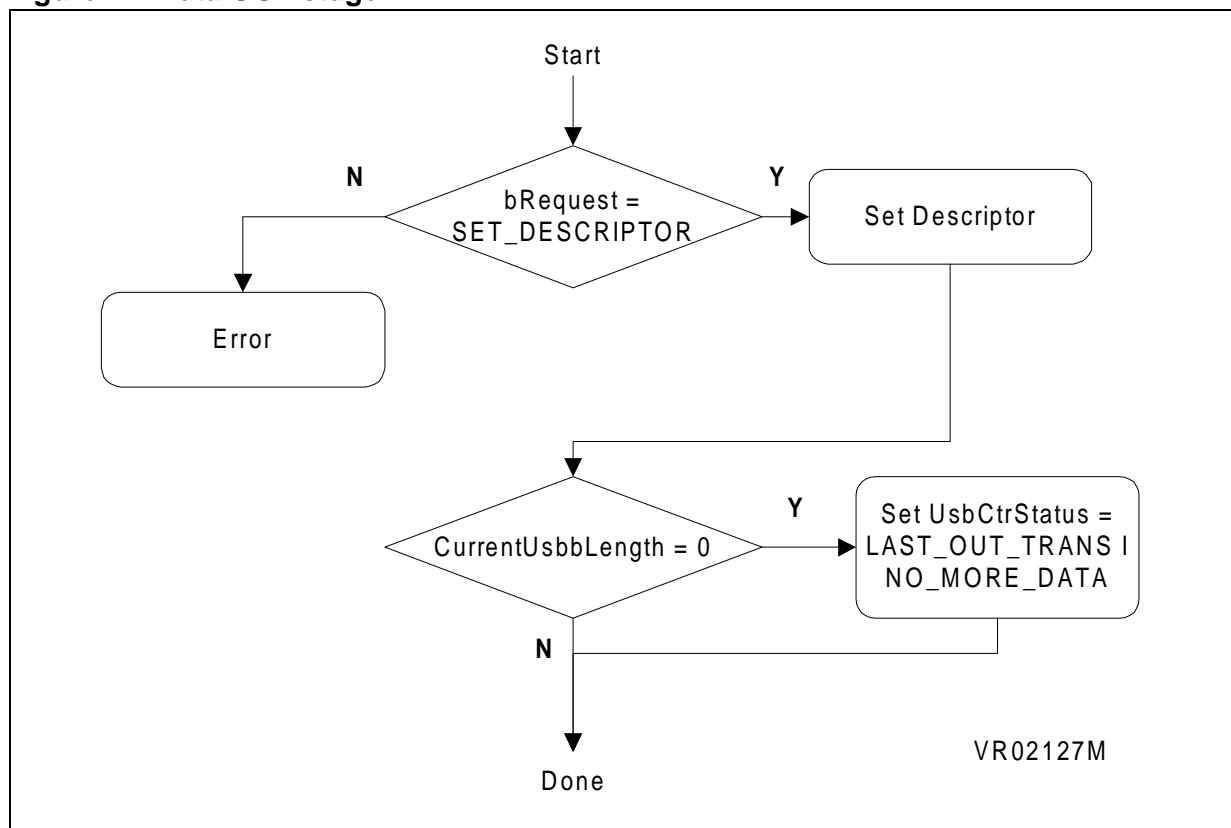 Start
N
Y
bRequest =
SET_DESCRIPTOR
Set Descriptor
Error
CurrentUsbbLength = 0
Y
Set UsbCtrStatus =
LAST_OUT_TRANS I
NO_MORE_DATA
N
VR02127M
Done